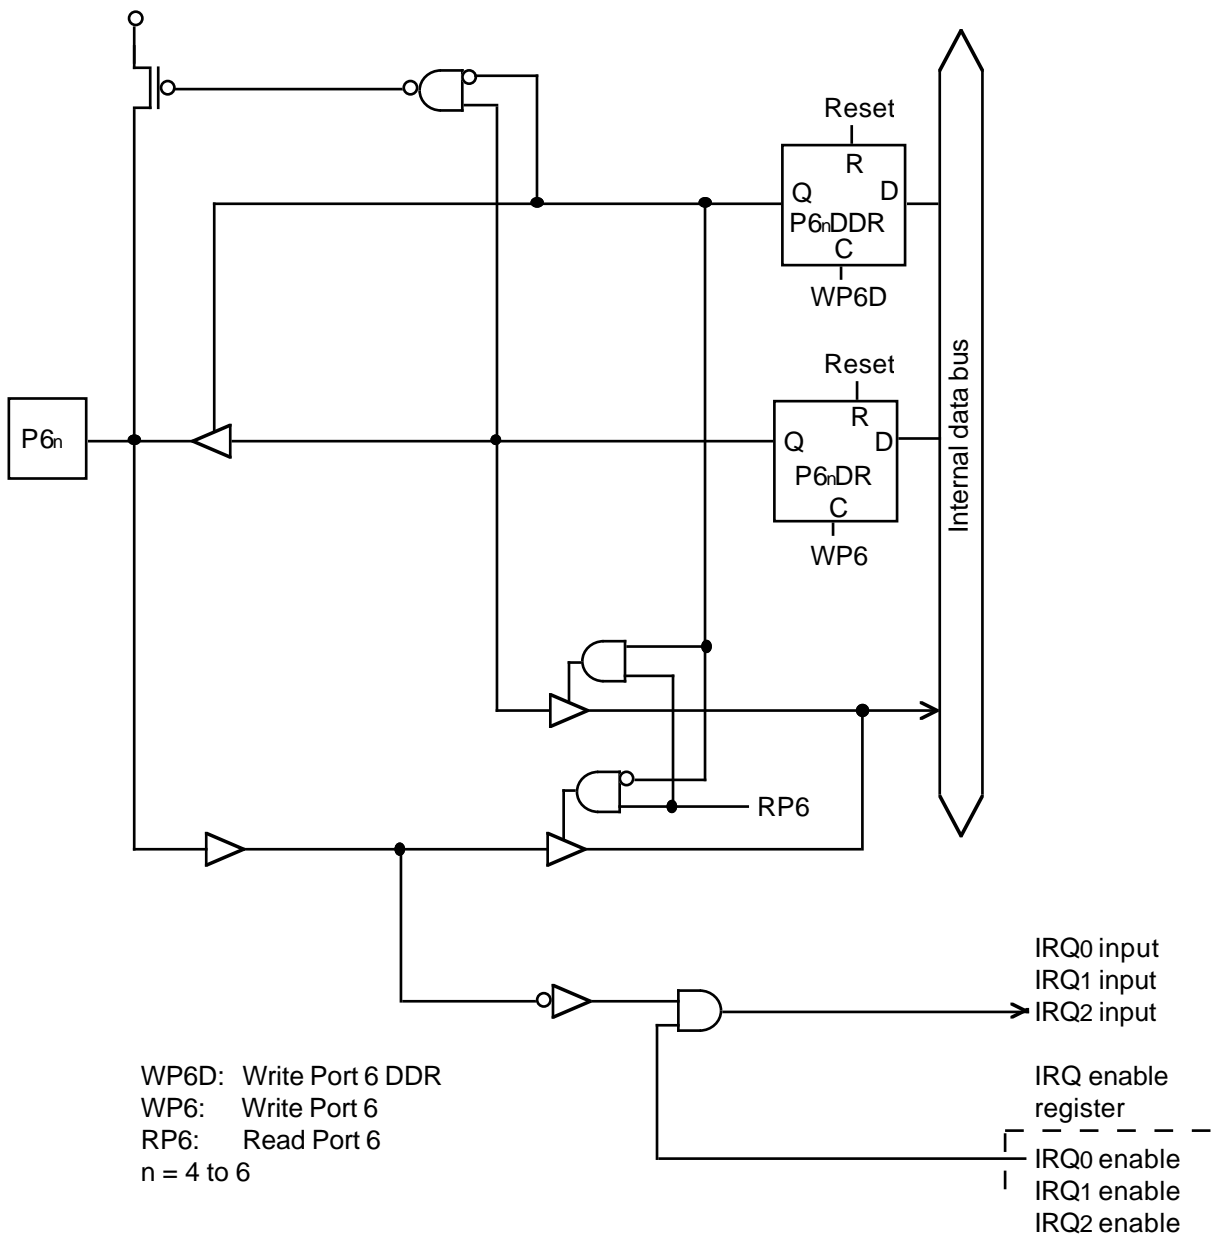 Reset
R
Q D
P6nDDR
C
WP6D
Reset
R
Q D
P6nDR
C
WP6
P6n
Internal data bus
RP6
IRQ0 input
IRQ1 input
IRQ2 input
WP6D: Write Port 6 DDR
WP6: Write Port 6
RP6: Read Port 6
n = 4 to 6
IRQ enable
register
IRQ0 enable
IRQ1 enable
IRQ2 enable